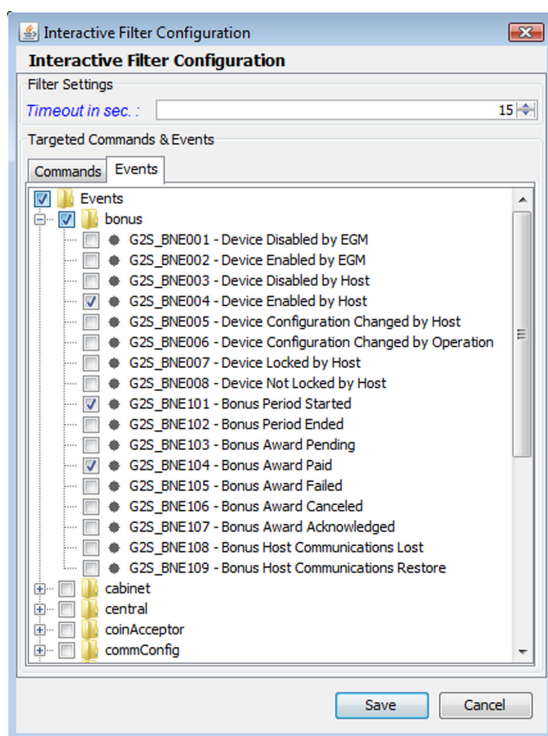 Interactive Filter Configuration
Interactive Filter Configuration
Filter Settings
Timeout in sec. : 15
Targeted Commands & Events
Commands Events
Events
bonus
G2S_BNE001 - Device Disabled by EGM
G2S_BNE002 - Device Enabled by EGM
G2S_BNE003 - Device Disabled by Host
G2S_BNE004 - Device Enabled by Host
G2S_BNE005 - Device Configuration Changed by Host
G2S_BNE006 - Device Configuration Changed by Operation
G2S_BNE007 - Device Locked by Host
G2S_BNE008 - Device Not Locked by Host
G2S_BNE101 - Bonus Period Started
G2S_BNE102 - Bonus Period Ended
G2S_BNE103 - Bonus Award Pending
G2S_BNE104 - Bonus Award Paid
G2S_BNE105 - Bonus Award Failed
G2S_BNE106 - Bonus Award Canceled
G2S_BNE107 - Bonus Award Acknowledged
G2S_BNE108 - Bonus Host Communications Lost
G2S_BNE109 - Bonus Host Communications Restore
cabinet
central
coinAcceptor
commConfig
Save Cancel